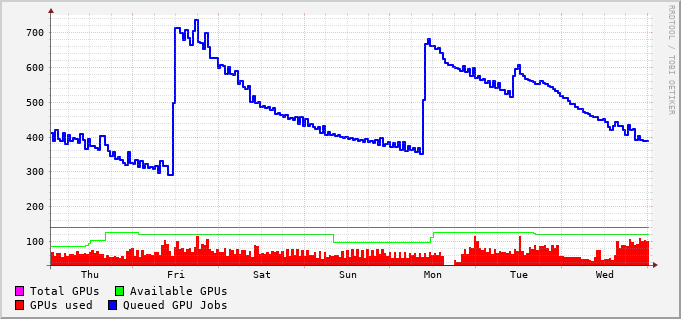 700
600
500
400
300
200
100
Thu Fri Sat Sun Mon Tue Wed
Total GPUs Available GPUs
GPUs used Queued GPU Jobs
RRDTOOL / TOBI OETIKER